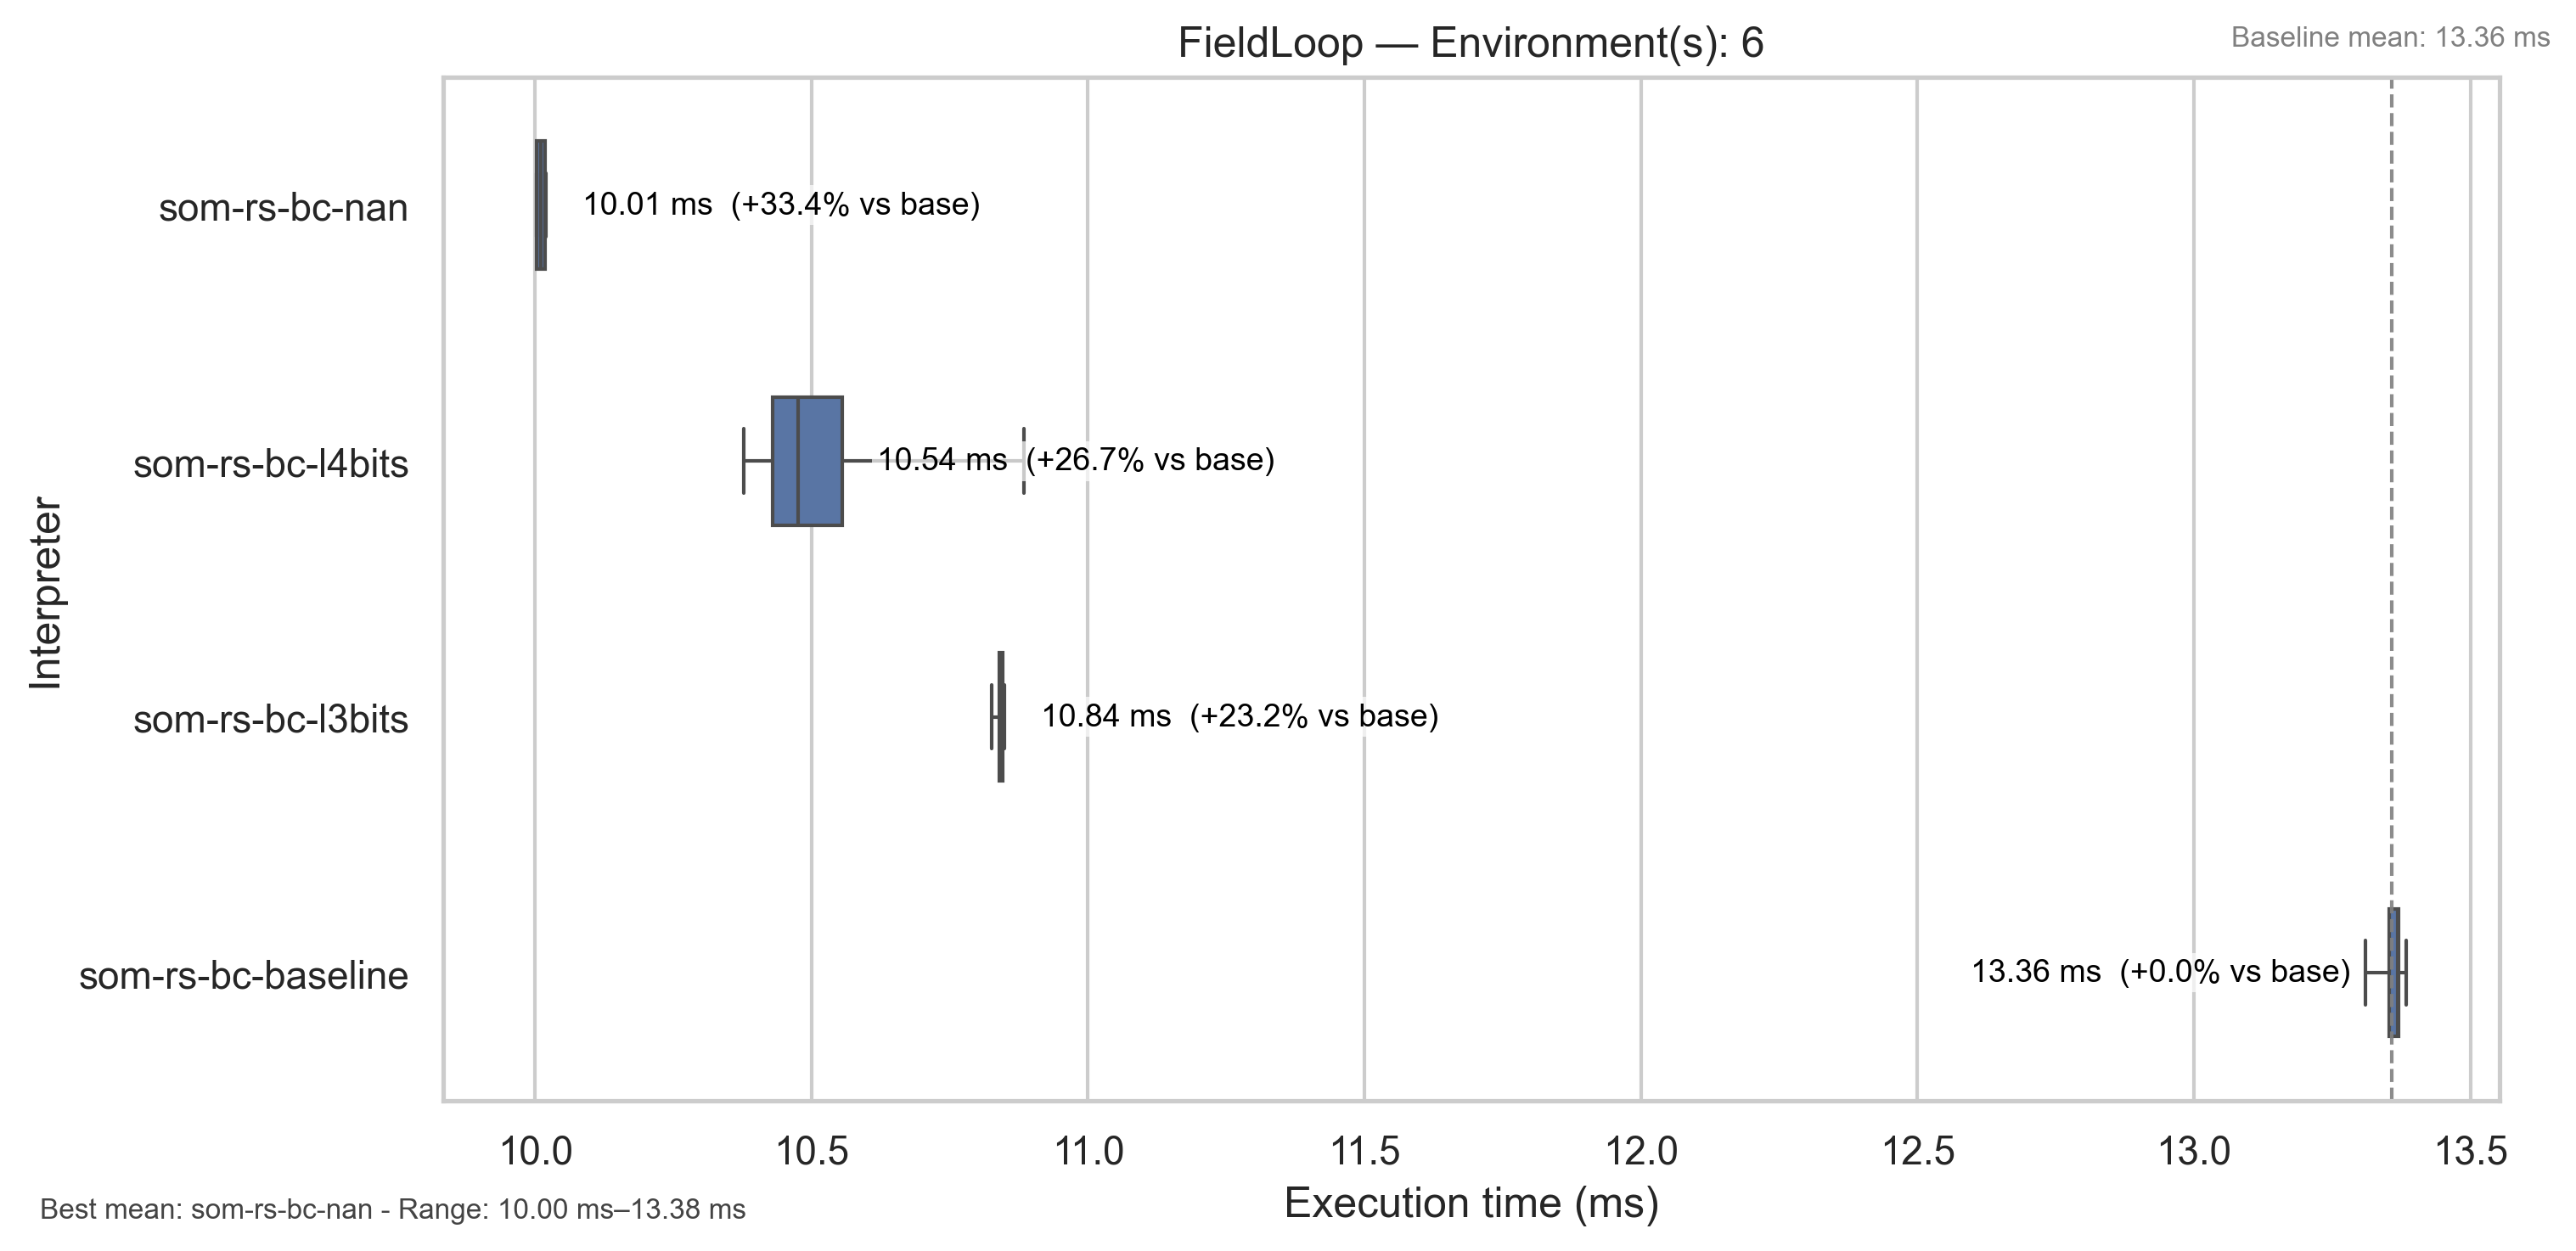 FieldLoop — Environment(s): 6
Baseline mean: 13.36 ms
som-rs-bc-nan
10.01 ms (+33.4% vs base)
som-rs-bc-l4bits
10.54 ms (+26.7% vs base)
Interpreter
som-rs-bc-l3bits
10.84 ms (+23.2% vs base)
som-rs-bc-baseline
13.36 ms (+0.0% vs base)
10.0 10.5 11.0 11.5 12.0 12.5 13.0 13.5
Execution time (ms)
Best mean: som-rs-bc-nan - Range: 10.00 ms–13.38 ms